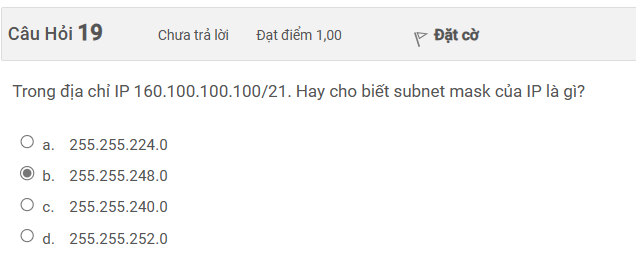 Câu Hỏi 19 Chưa trả lời Đạt điểm 1,00 Đặt cờ
Trong địa chỉ IP 160.100.100.100/21. Hay cho biết subnet mask của IP là gì?
a. 255.255.224.0
b. 255.255.248.0
c. 255.255.240.0
d. 255.255.252.0